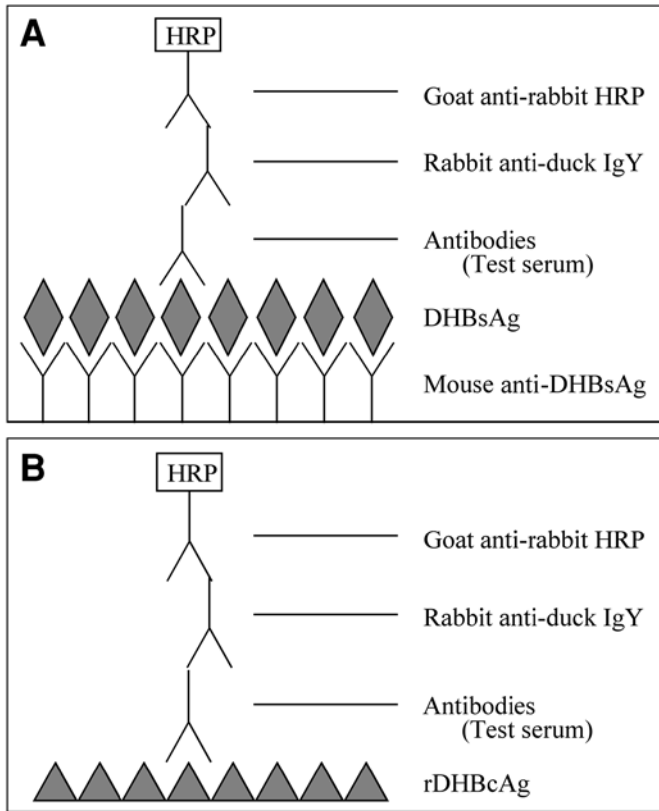 A
HRP
Goat anti-rabbit HRP
Rabbit anti-duck IgY
Antibodies
(Test serum)
DHBsAg
Mouse anti-DHBsAg
B
HRP
Goat anti-rabbit HRP
Rabbit anti-duck IgY
Antibodies
(Test serum)
rDHBcAg